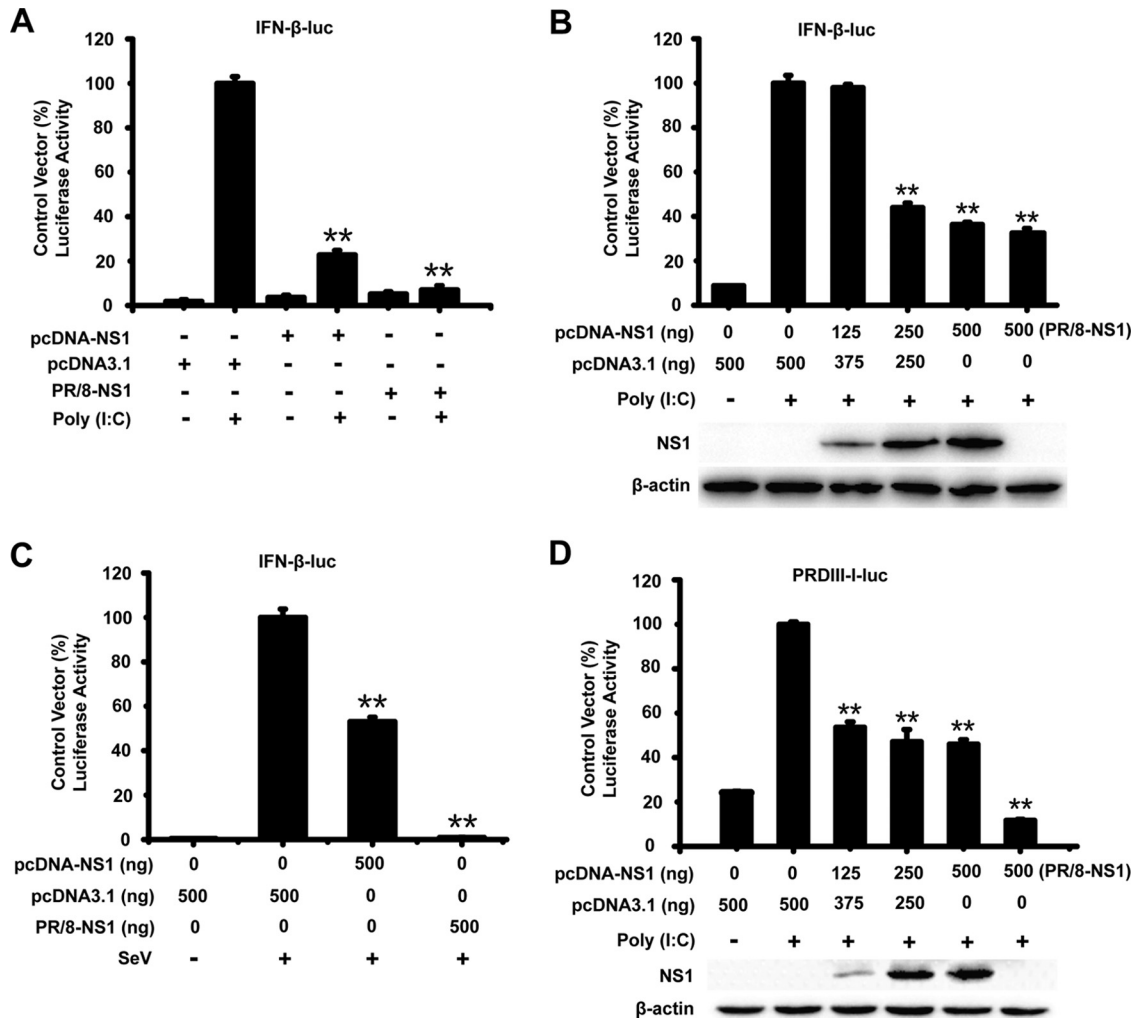 A
IFN-β-luc
Control Vector (%)
Luciferase Activity
120
100
80
60
40
20
0
** **
pcDNA-NS1 - - + + - -
pcDNA3.1 + + - - - -
PR/8-NS1 - - - - + +
Poly (I:C) - + - + - +
B
IFN-β-luc
Control Vector (%)
Luciferase Activity
120
100
80
60
40
20
0
** ** **
pcDNA-NS1 (ng) 0 0 125 250 500 500 (PR/8-NS1)
pcDNA3.1 (ng) 500 500 375 250 0 0
Poly (I:C) - + + + + +
NS1
β-actin
C
IFN-β-luc
Control Vector (%)
Luciferase Activity
120
100
80
60
40
20
0
** **
pcDNA-NS1 (ng) 0 0 500 0
pcDNA3.1 (ng) 500 500 0 0
PR/8-NS1 (ng) 0 0 0 500
SeV - + + +
D
PRDIII-I-luc
Control Vector (%)
Luciferase Activity
120
100
80
60
40
20
0
** ** ** **
pcDNA-NS1 (ng) 0 0 125 250 500 500 (PR/8-NS1)
pcDNA3.1 (ng) 500 500 375 250 0 0
Poly (I:C) - + + + + +
NS1
β-actin